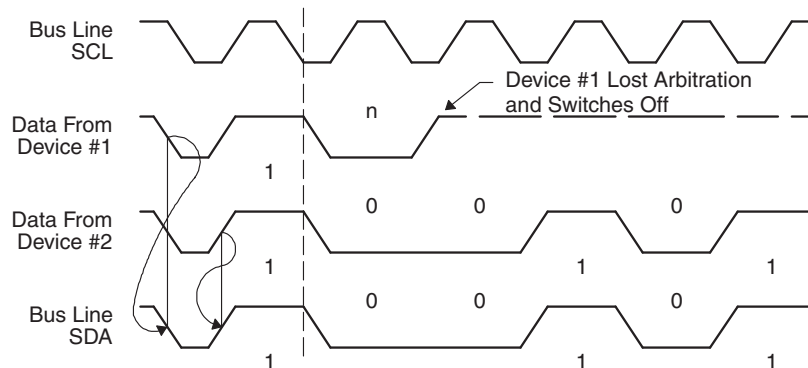 Bus Line
SCL
Device #1 Lost Arbitration
and Switches Off
n
Data From
Device #1
1
0 0 0
Data From
Device #2
1 1 1
0 0 0
Bus Line
SDA
1 1 1